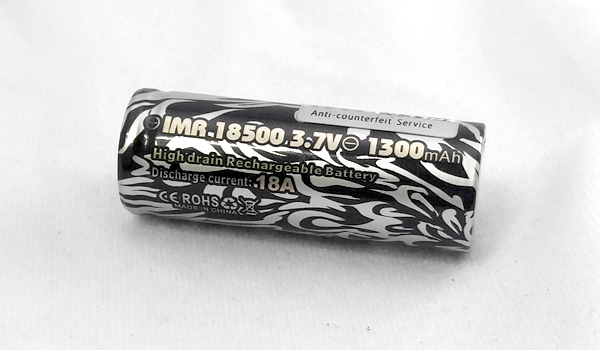 Anti-counterfeit Service
IMR.18500.3.7V⊖ 1300mAh
High drain Rechargeable Battery
Discharge current:18A
CE ROHS
MADE IN CHINA